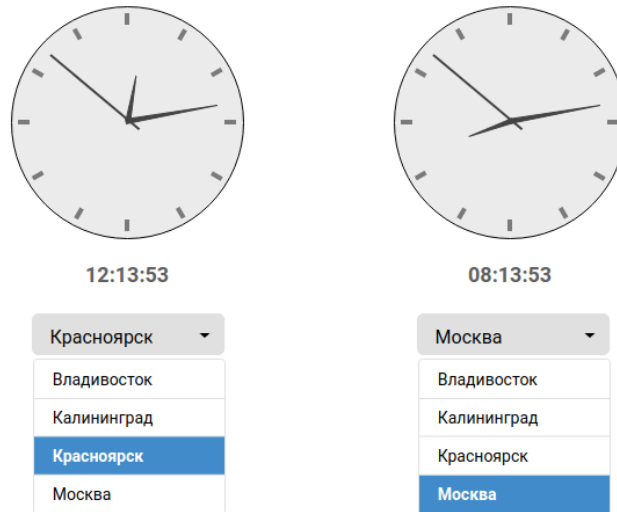 12:13:53
Красноярск
Владивосток
Калининград
Красноярск
Москва
08:13:53
Москва
Владивосток
Калининград
Красноярск
Москва